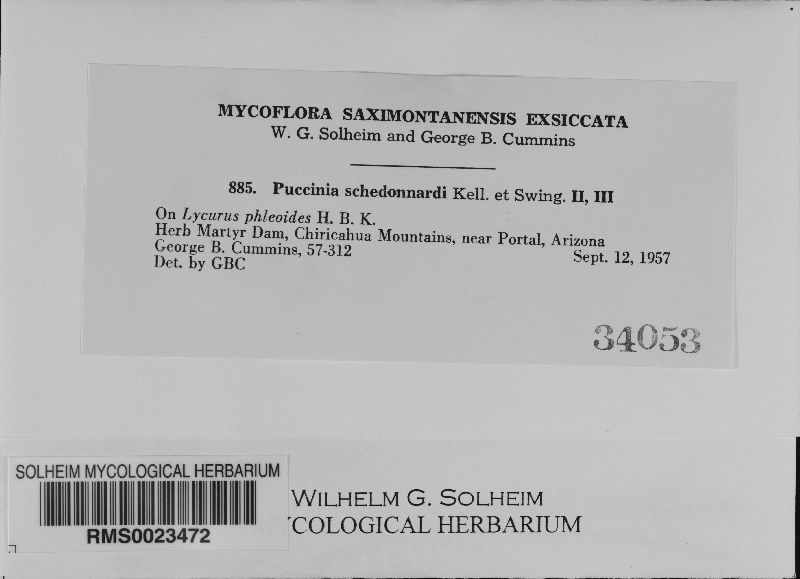 MYCOFLORA SAXIMONTANENSIS EXSICCATA
W. G. Solheim and George B. Cummins
885. Puccinia schedonnardi Kell. et Swing. II, III
On Lycurus phleoides H. B. K.
Herb Martyr Dam, Chiricahua Mountains, near Portal, Arizona
George B. Cummins, 57-312 Sept. 12, 1957
Det. by GBC
34053
SOLHEIM MYCOLOGICAL HERBARIUM
RMS0023472
WILHELM G. SOLHEIM
YCOLOGICAL HERBARIUM